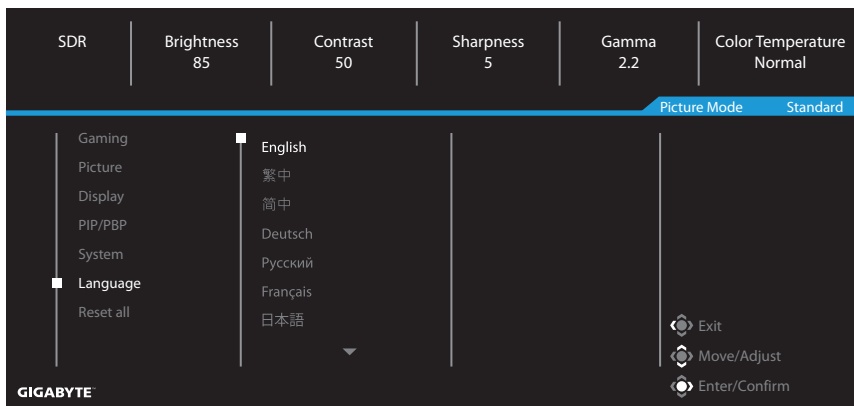 SDR Brightness Contrast Sharpness Gamma Color Temperature
85 50 5 2.2 Normal
Picture Mode Standard
Gaming
Picture
Display
PIP/PBP
System
Language
Reset all
English
繁中
简中
Deutsch
Русский
Français
日本語
Exit
Move/Adjust
Enter/Confirm
GIGABYTE™